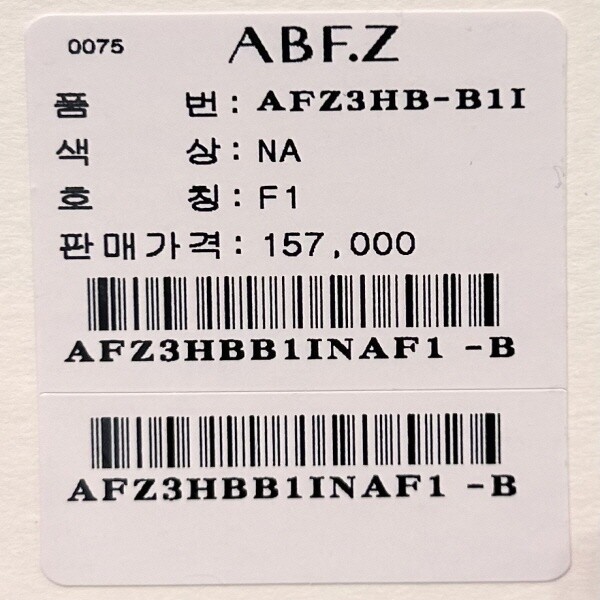 0075 ABF.Z
품 번 : AFZ3HB-B1I
색 상 : NA
호 칭 : F1
판매가격 : 157,000
AFZ3HBB1INAF1 -B
AFZ3HBB1INAF1 -B